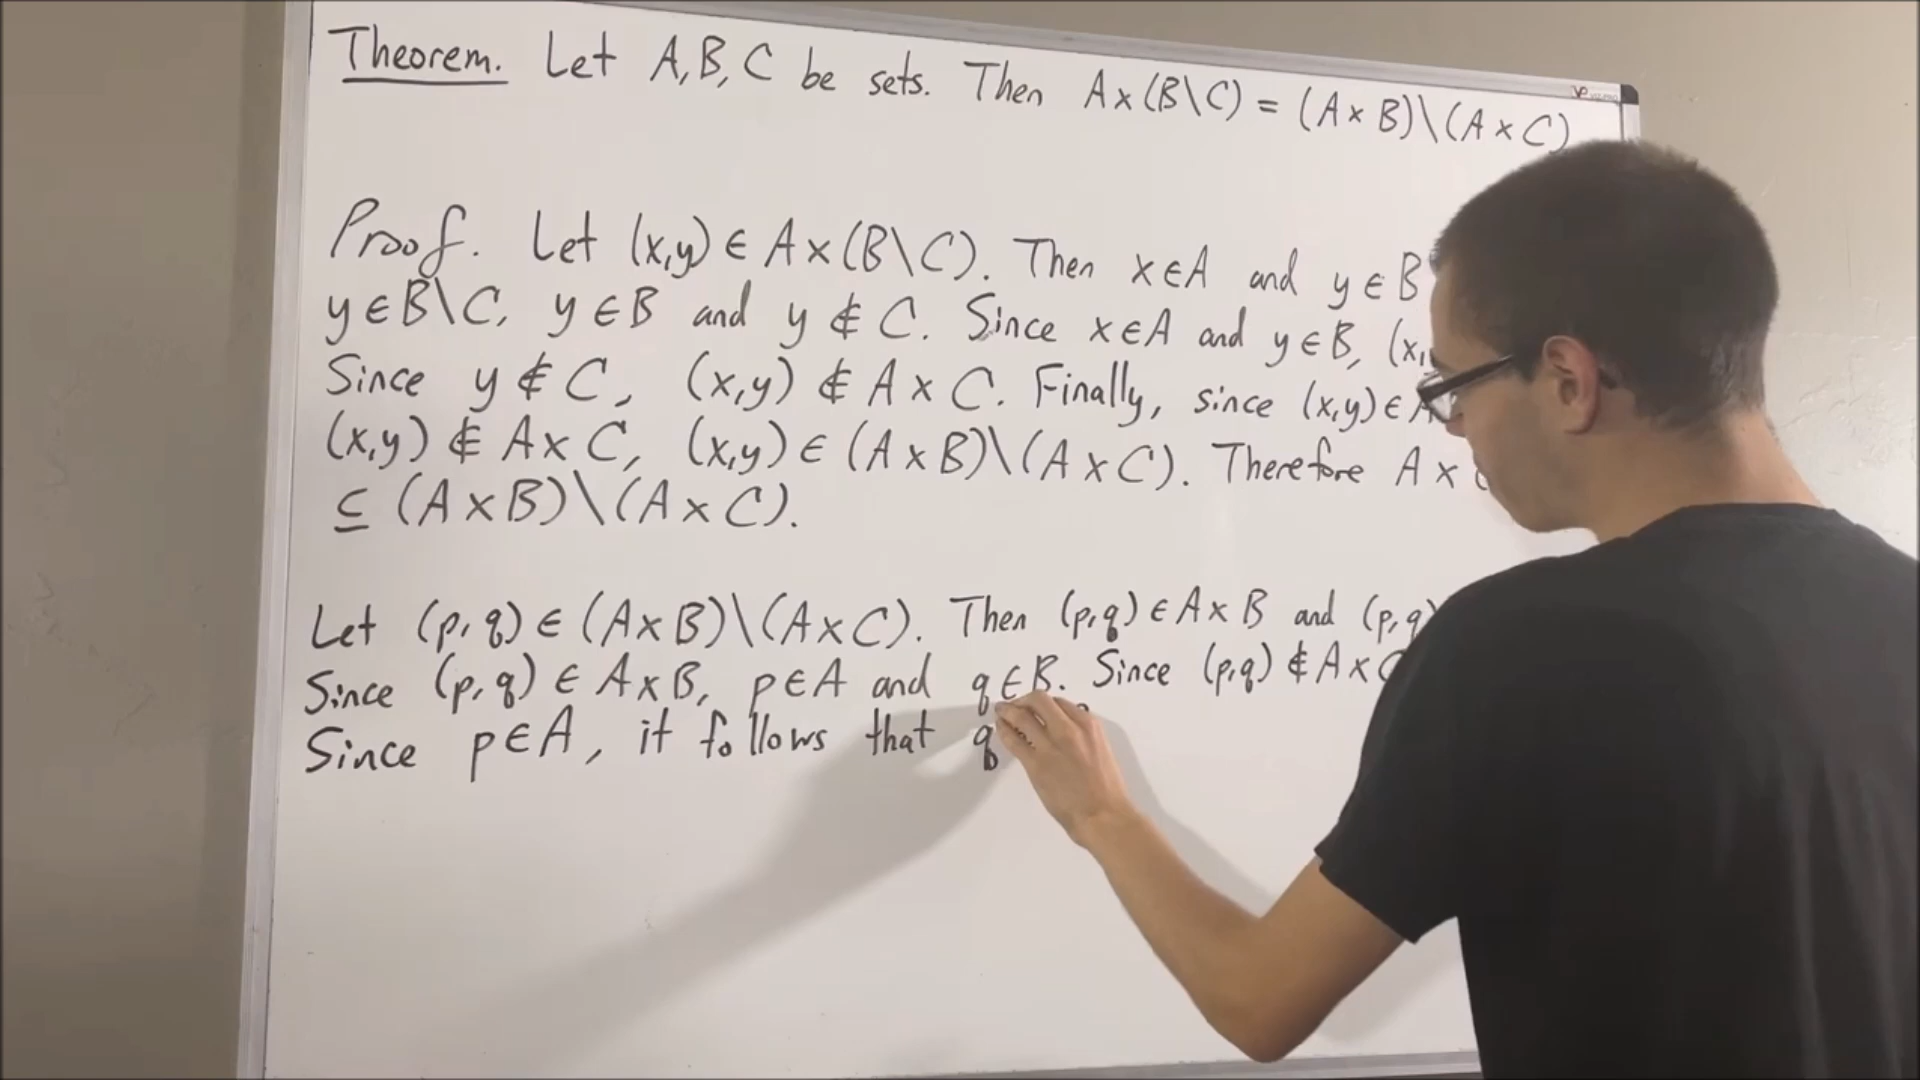 Theorem. Let A, B, C be sets. Then A×(B\C) = (A×B)\(A×C)
Proof. Let (x,y) ∈ A×(B\C). Then x∈A and y∈B
y∈B\C, y∈B and y∉C. Since x∈A and y∈B, (x,
Since y∉C, (x,y) ∉ A×C. Finally, since (x,y)∈A
(x,y) ∉ A×C, (x,y) ∈ (A×B)\(A×C). Therefore A×
⊆ (A×B)\(A×C).
Let (p,q) ∈ (A×B)\(A×C). Then (p,q) ∈ A×B and (p,q)
Since (p,q) ∈ A×B, p∈A and q∈B. Since (p,q) ∉ A×C
Since p∈A, it follows that q